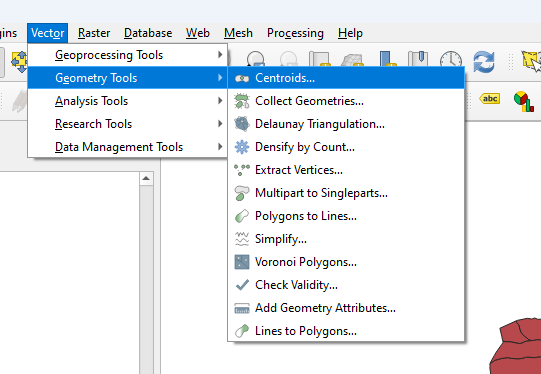 gins Vector Raster Database Web Mesh Processing Help
Geoprocessing Tools
Geometry Tools
Analysis Tools
Research Tools
Data Management Tools
Centroids...
Collect Geometries...
Delaunay Triangulation...
Densify by Count...
Extract Vertices...
Multipart to Singleparts...
Polygons to Lines...
Simplify...
Voronoi Polygons...
Check Validity...
Add Geometry Attributes...
Lines to Polygons...
abc